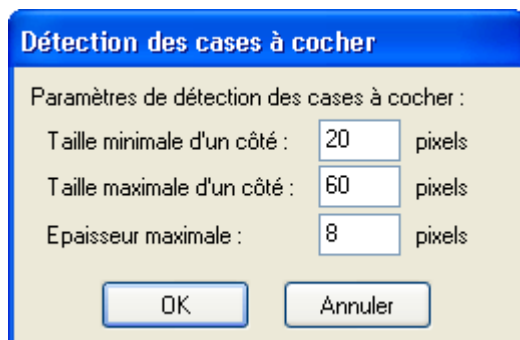 Détection des cases à cocher
Paramètres de détection des cases à cocher :
Taille minimale d'un côté : 20 pixels
Taille maximale d'un côté : 60 pixels
Epaisseur maximale : 8 pixels
OK Annuler